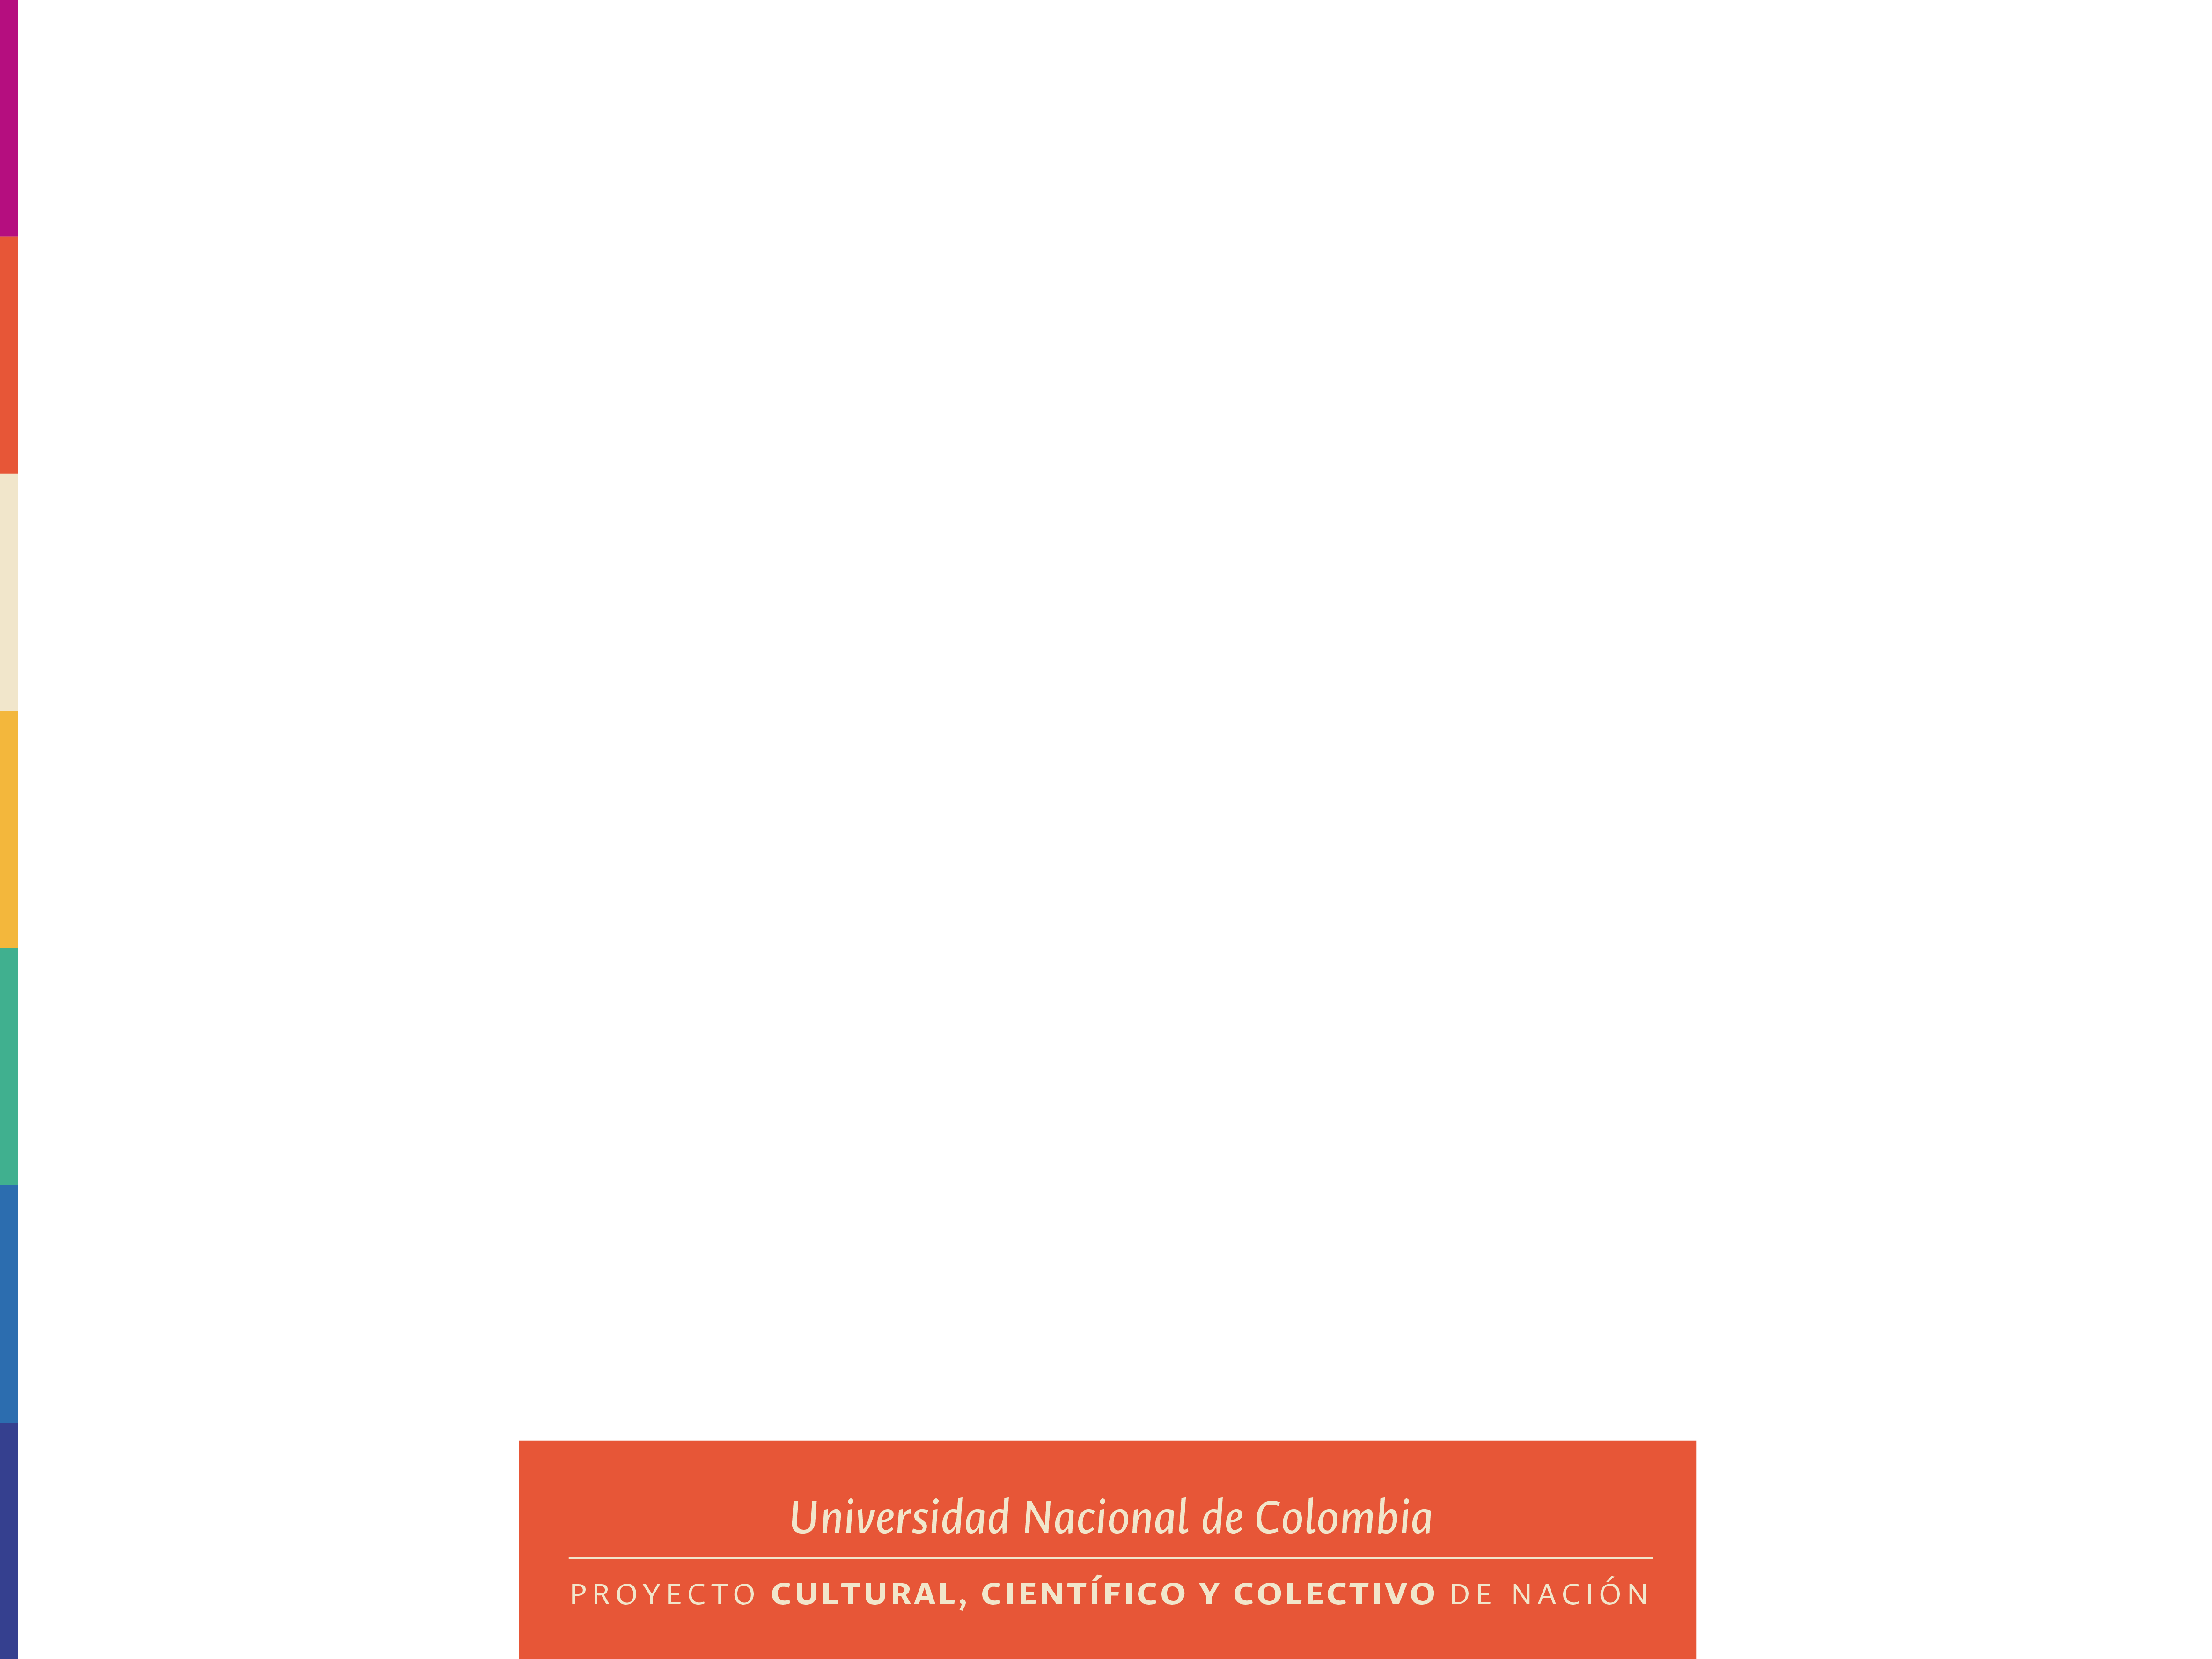 Universidad Nacional de Colombia
PROYECTO CULTURAL, CIENTÍFICO Y COLECTIVO DE NACIÓN